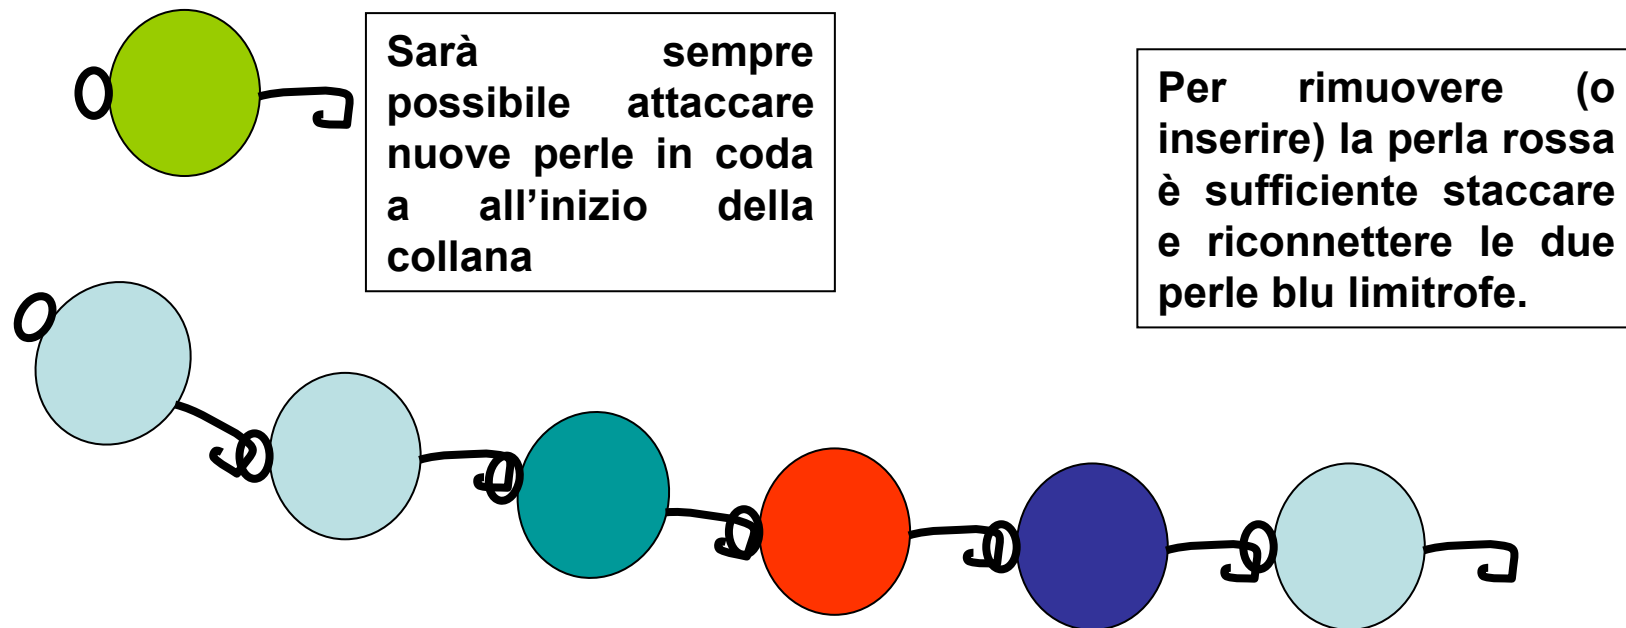 Sarà sempre
possibile attaccare
nuove perle in coda
a all’inizio della
collana
Per rimuovere (o
inserire) la perla rossa
è sufficiente staccare
e riconnettere le due
perle blu limitrofe.